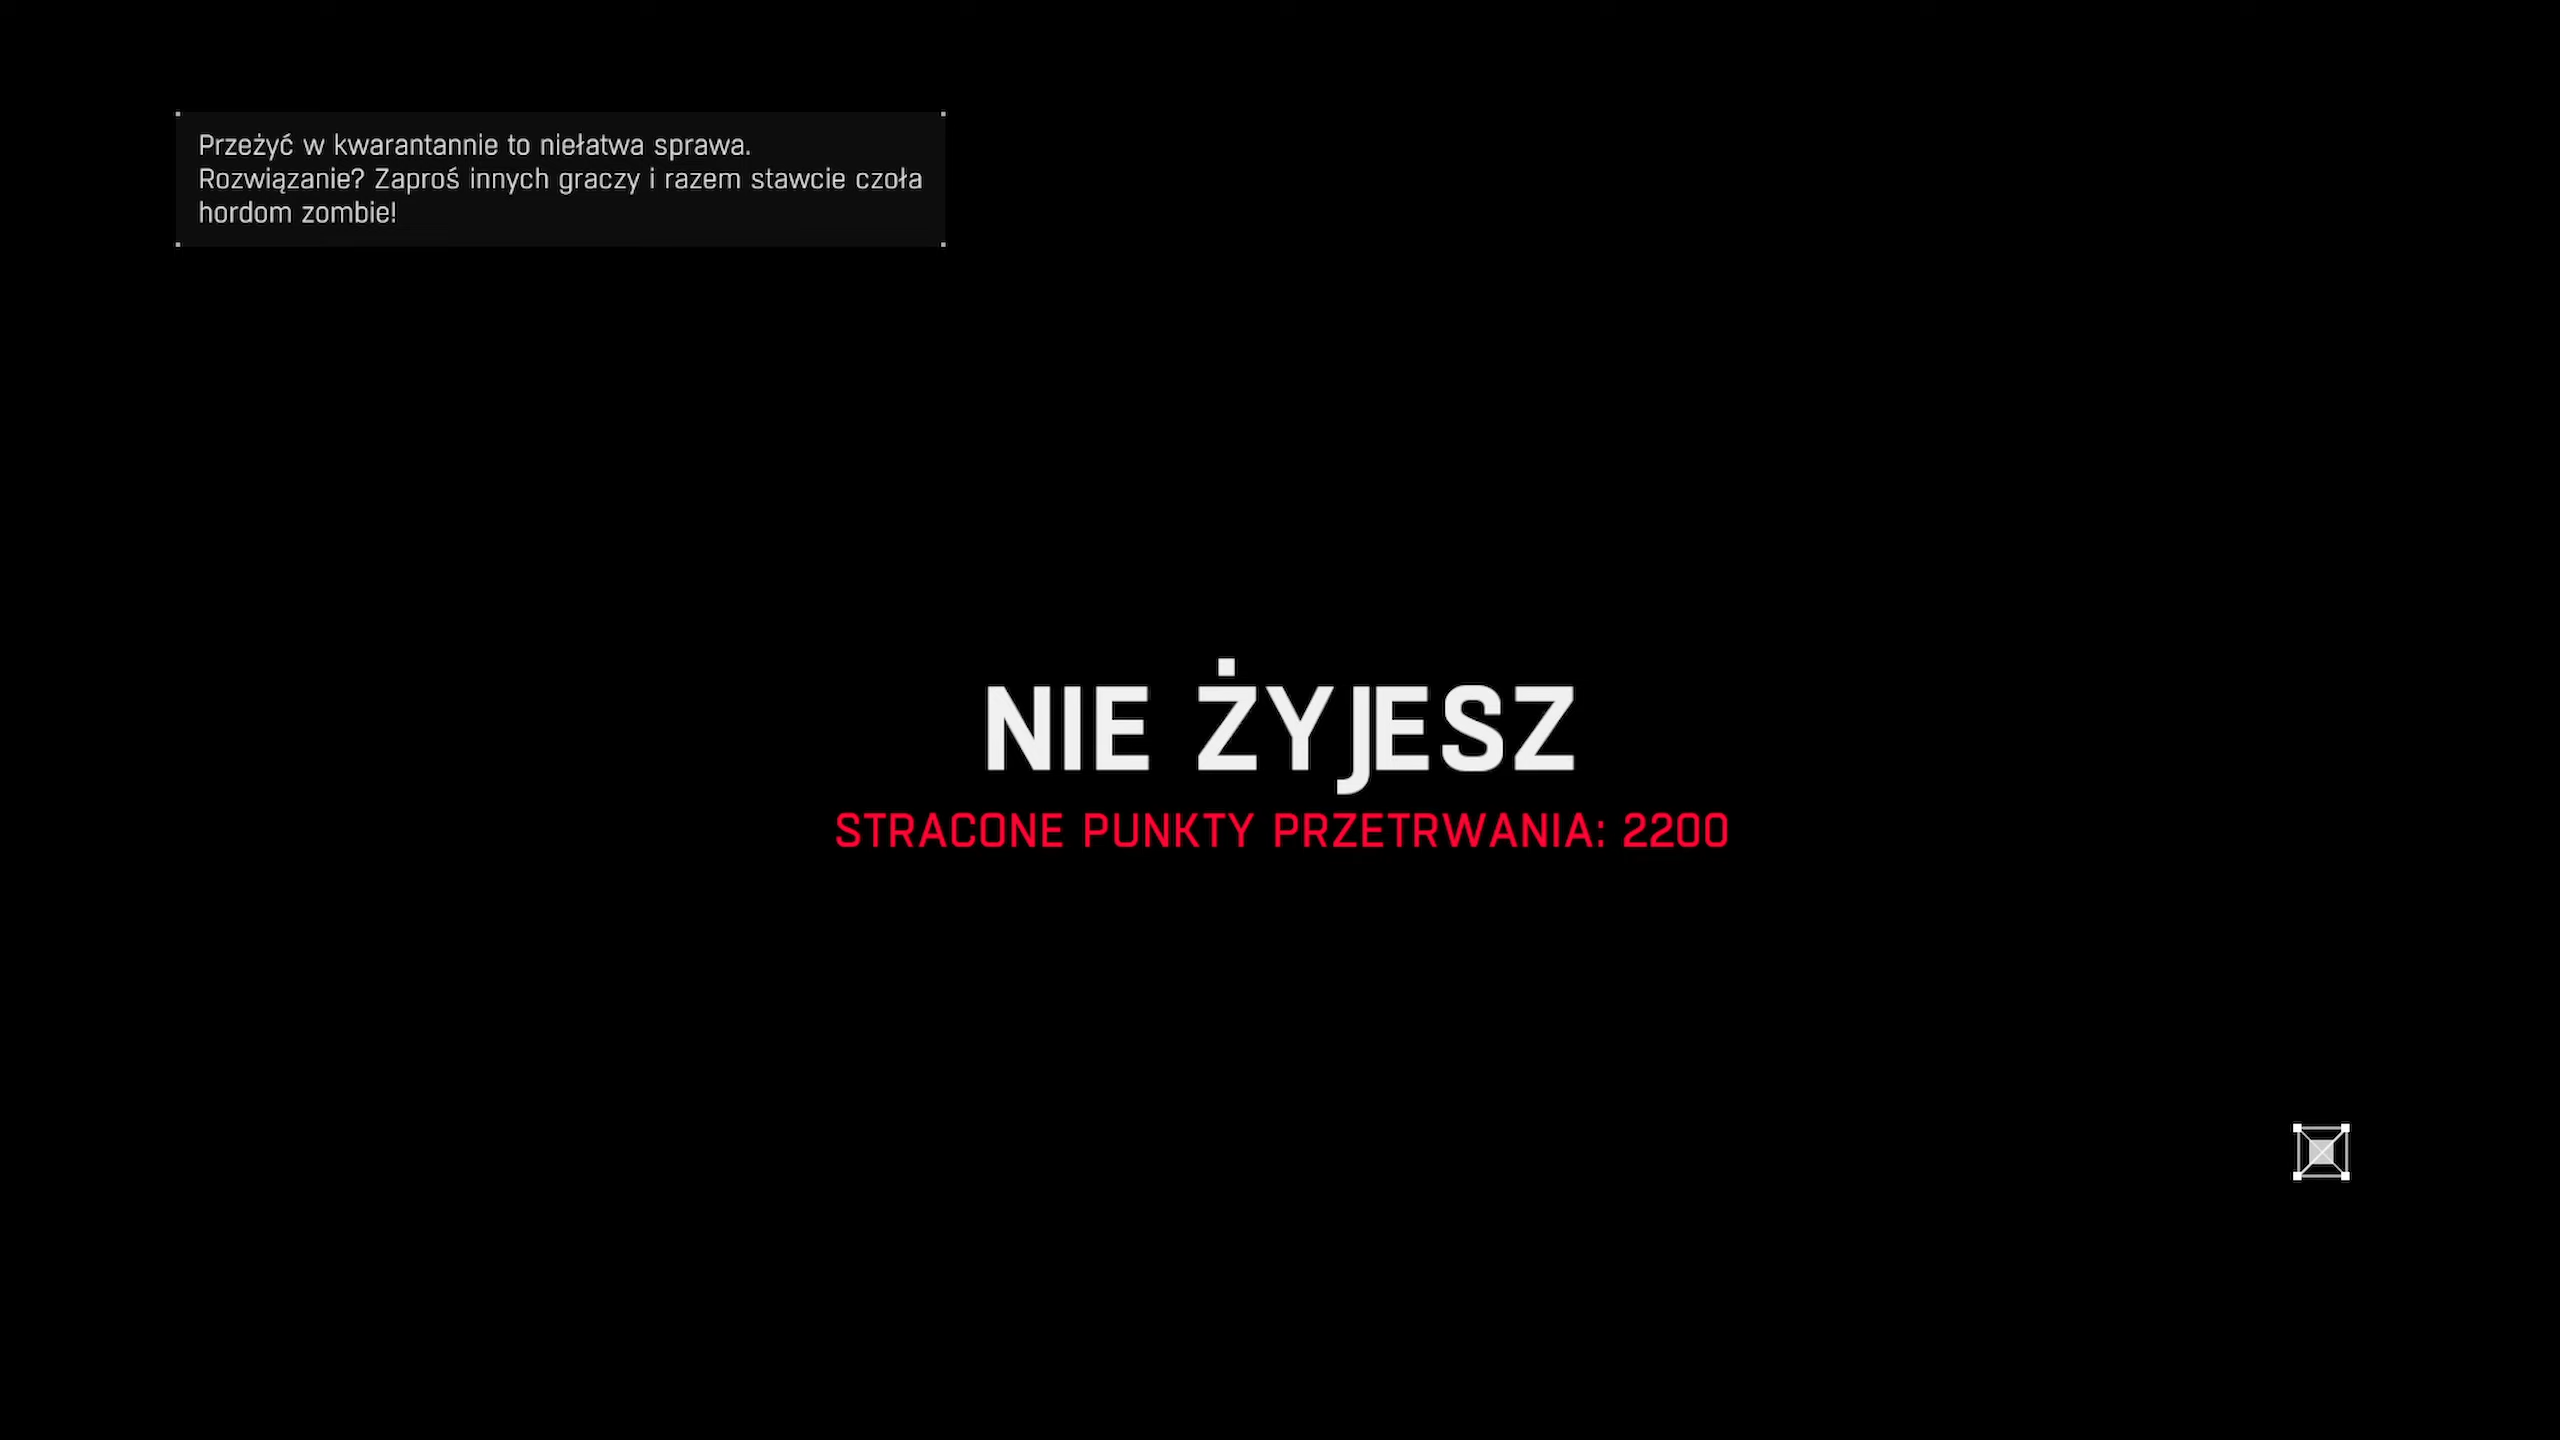 Przeżyć w kwarantannie to niełatwa sprawa.
Rozwiązanie? Zaproś innych graczy i razem stawcie czoła
hordom zombie!
NIE ŻYJESZ
STRACONE PUNKTY PRZETRWANIA: 2200